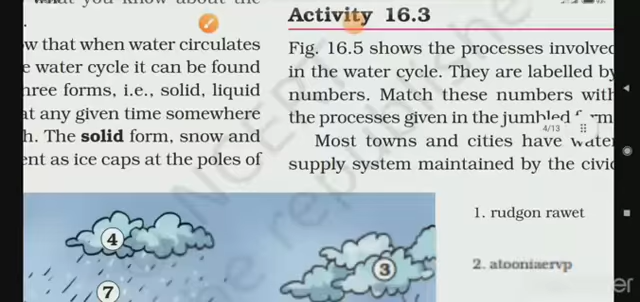 Activity 16.3
w that when water circulates
e water cycle it can be found
hree forms, i.e., solid, liquid
at any given time somewhere
h. The solid form, snow and
ent as ice caps at the poles of
Fig. 16.5 shows the processes involved
in the water cycle. They are labelled by
numbers. Match these numbers with
the processes given in the jumbled
4/13
Most towns and cities have water
supply system maintained by the civic
1. rudgon rawet
2. atooniaervp
4
3
7